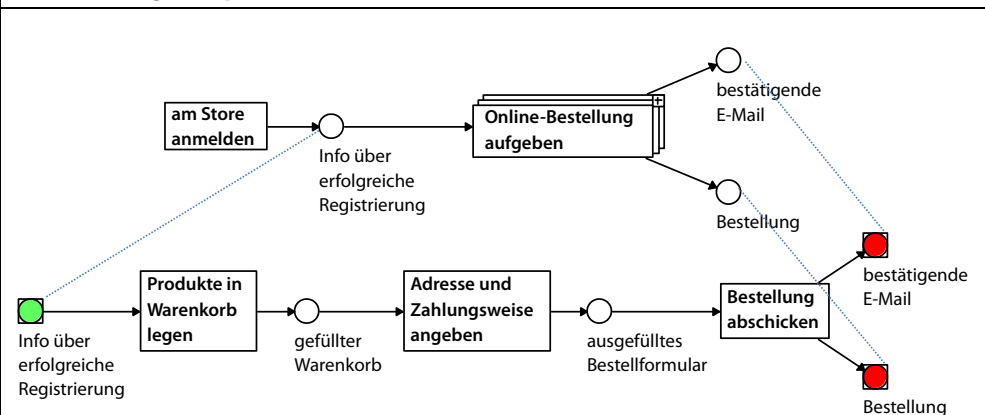 am Store
anmelden
Info über
erfolgreiche
Registrierung
Online-Bestellung
aufgeben
+
bestätigende
E-Mail
Bestellung
Info über
erfolgreiche
Registrierung
Produkte in
Warenkorb
legen
gefüllter
Warenkorb
Adresse und
Zahlungsweise
angeben
ausgefülltes
Bestellformular
Bestellung
abschicken
bestätigende
E-Mail
Bestellung